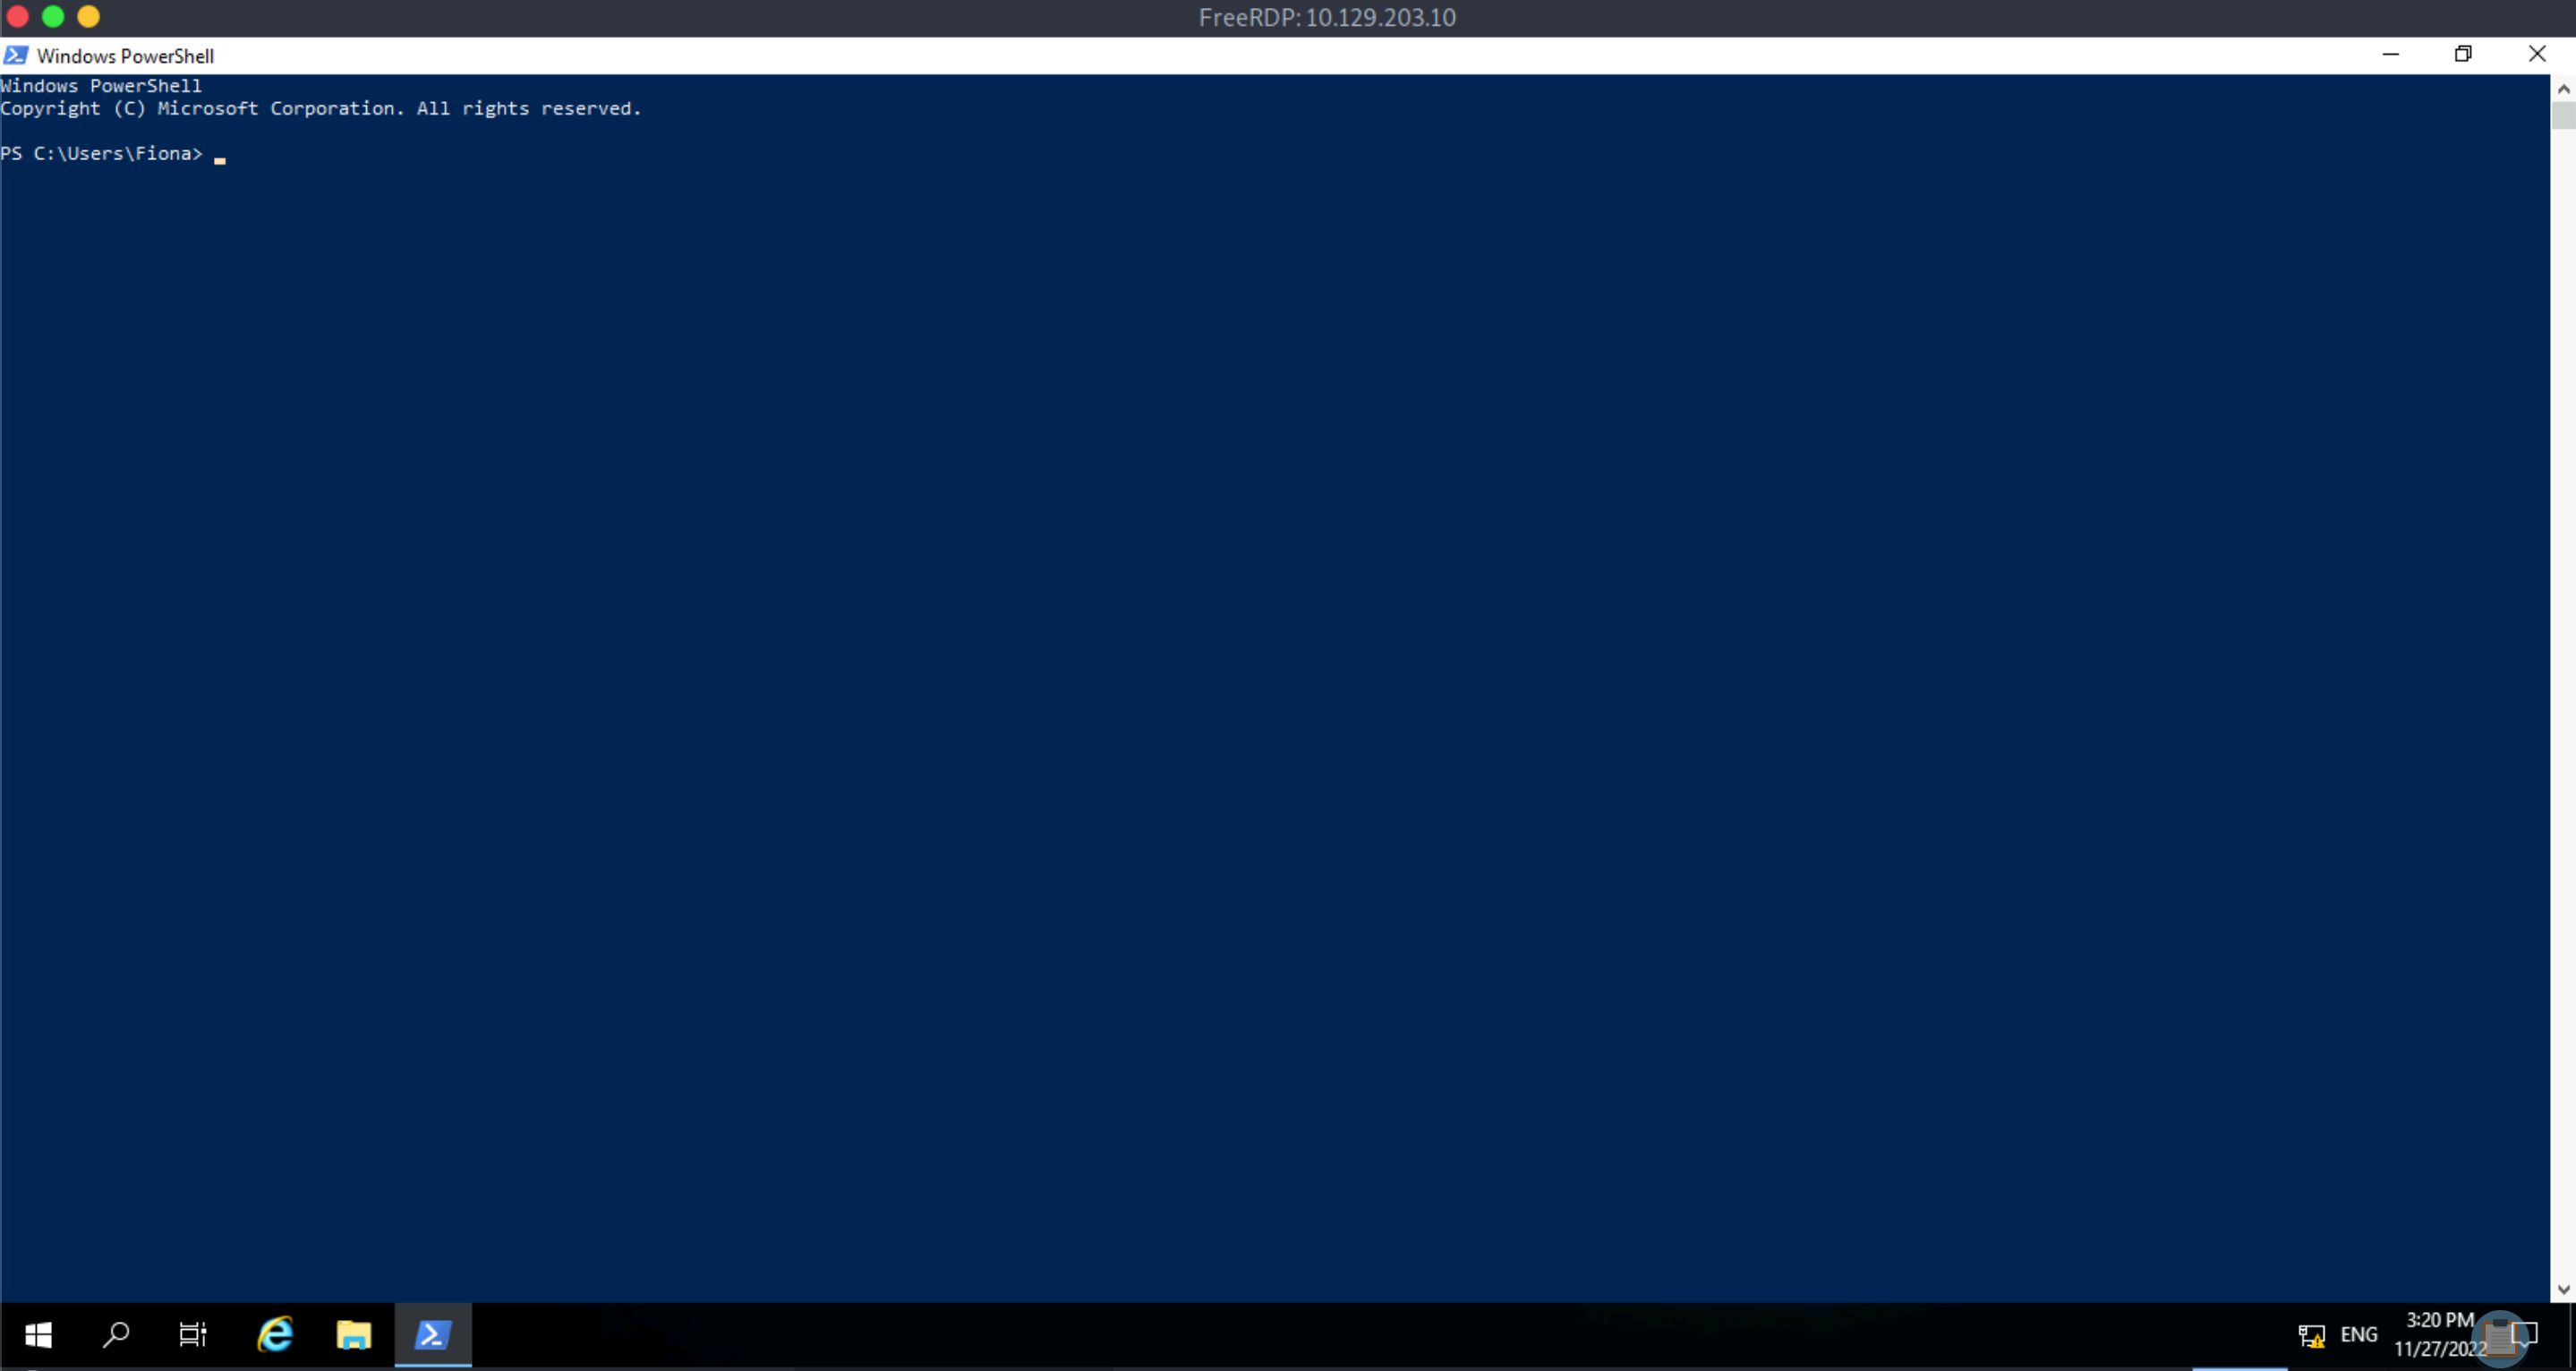 FreeRDP: 10.129.203.10
Windows PowerShell
Windows PowerShell
Copyright (C) Microsoft Corporation. All rights reserved.
PS C:\Users\Fiona>
ENG
3:20 PM
11/27/2022